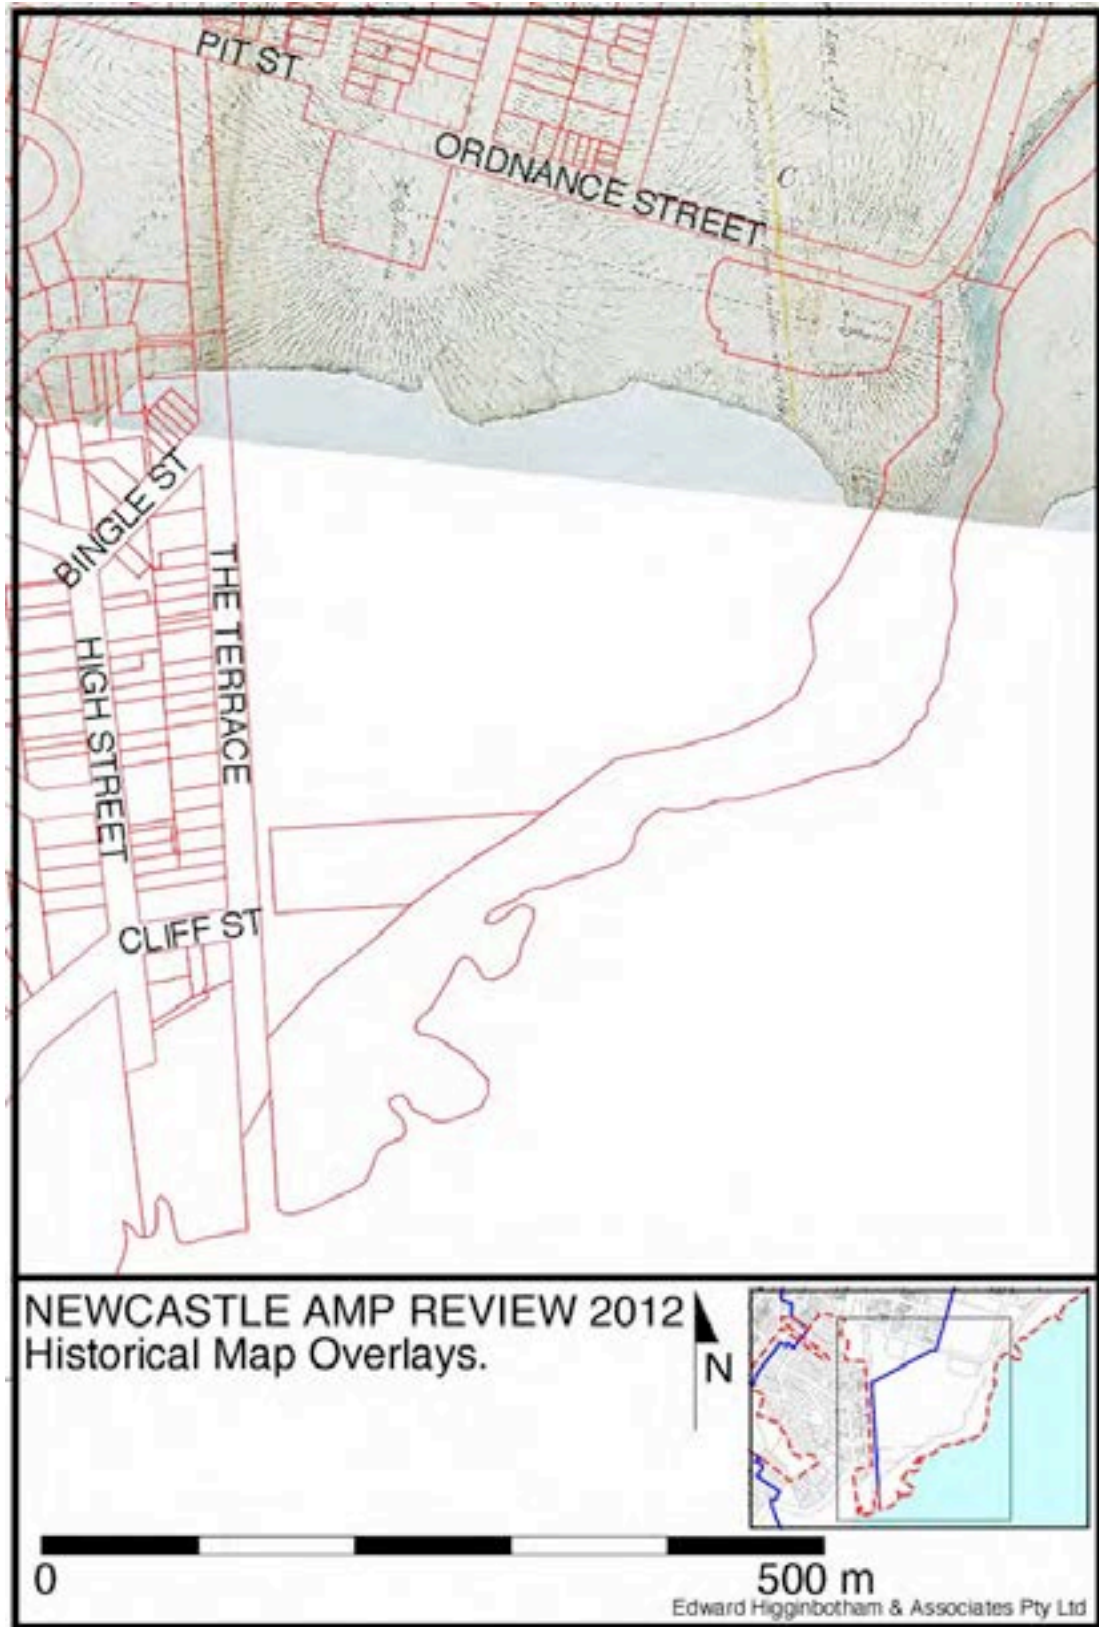 PIT ST
ORDNANCE STREET
C
BINGLE ST
THE TERRACE
HIGH STREET
CLIFF ST
NEWCASTLE AMP REVIEW 2012
Historical Map Overlays.
N
0
500 m
Edward Higginbotham & Associates Pty Ltd